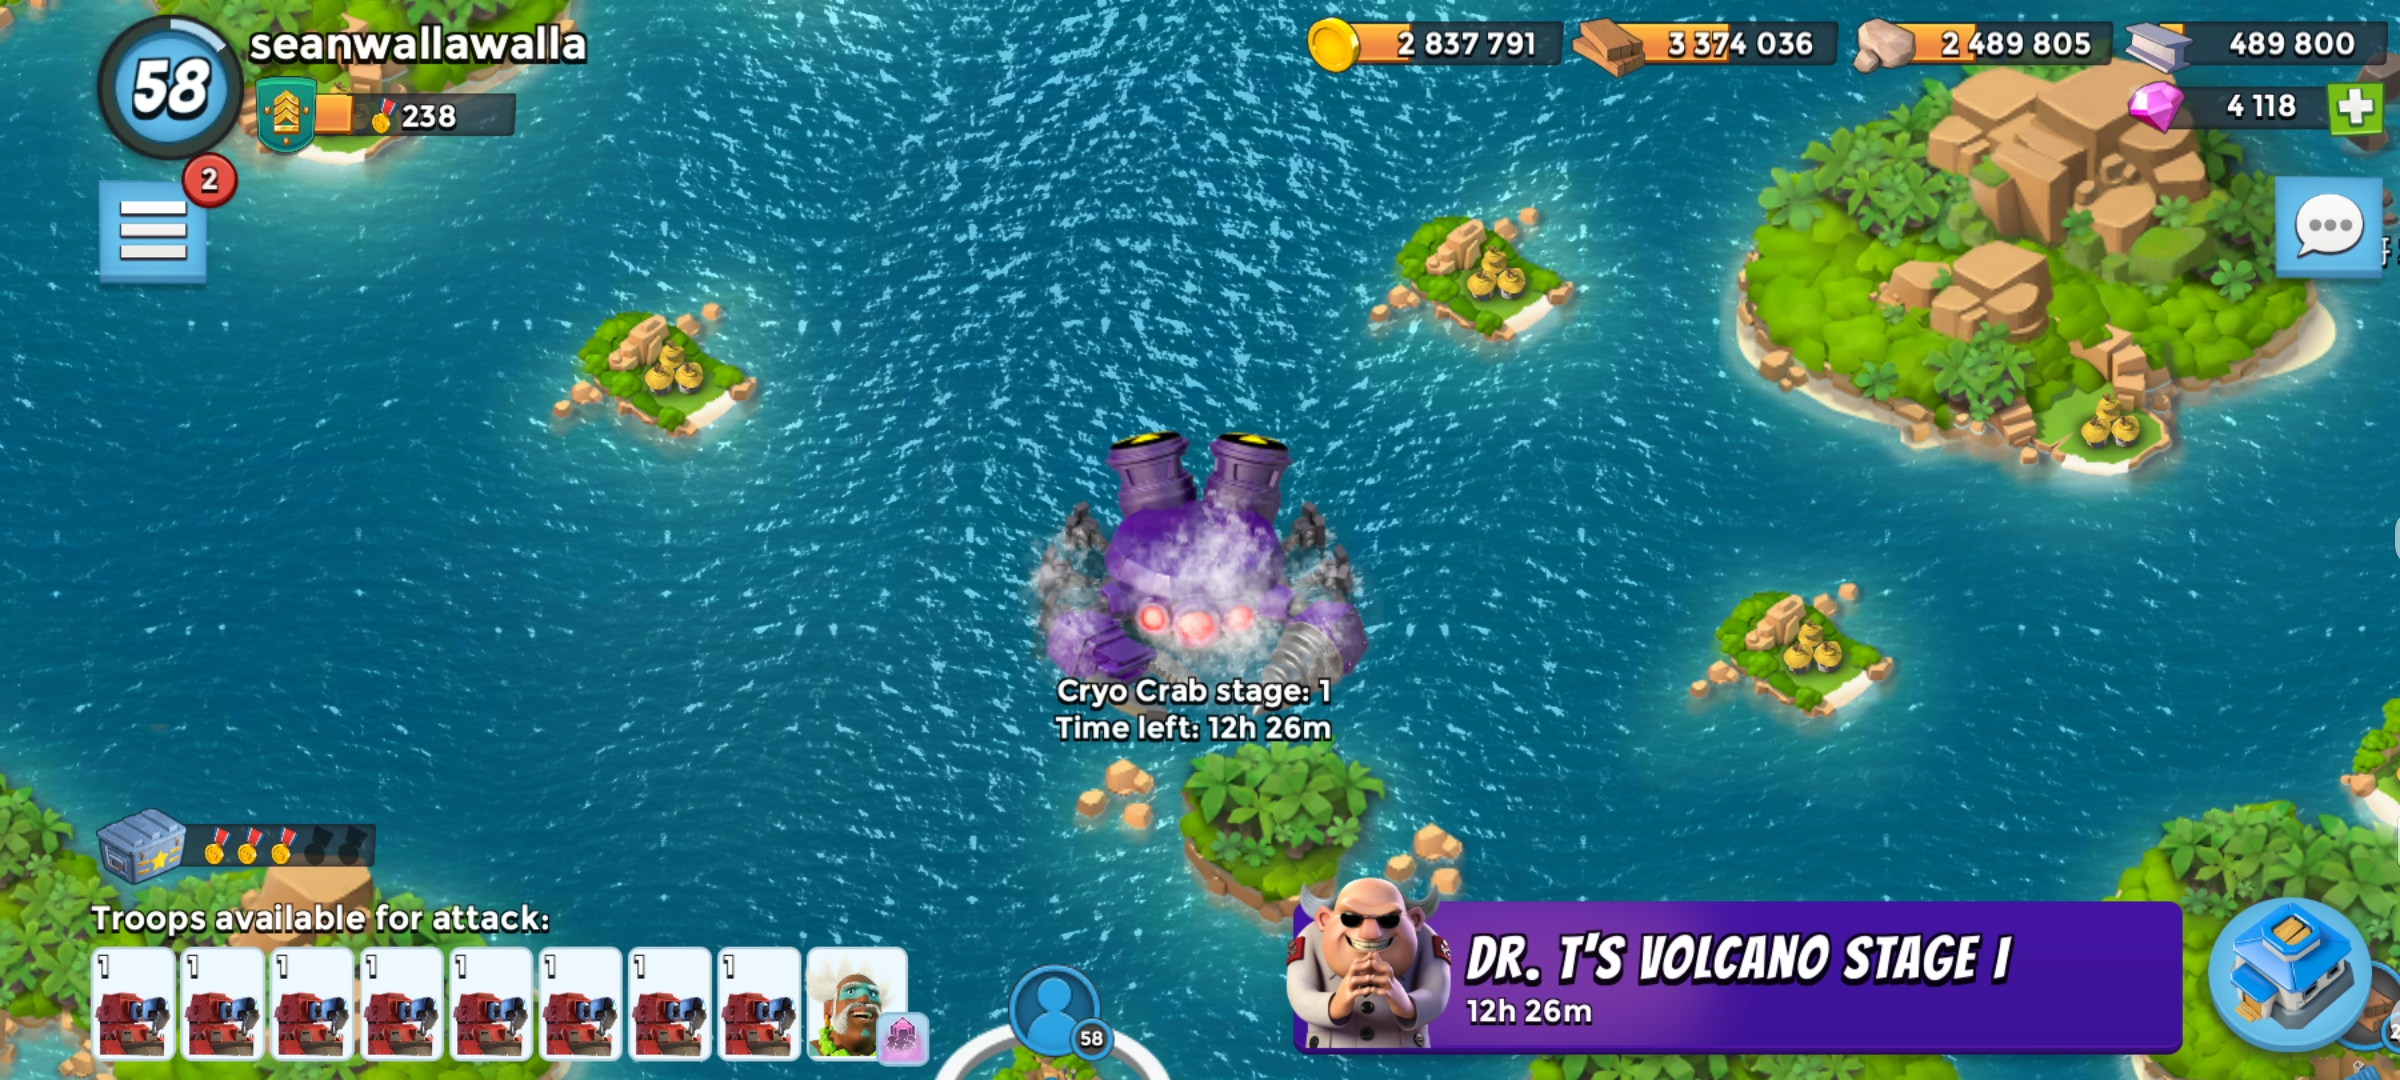 58
seanwallawalla
238
2
2 837 791
3 374 036
2 489 805
489 800
4 118
Cryo Crab stage: 1
Time left: 12h 26m
Troops available for attack:
1 1 1 1 1 1 1 1
58
DR. T'S VOLCANO STAGE I
12h 26m